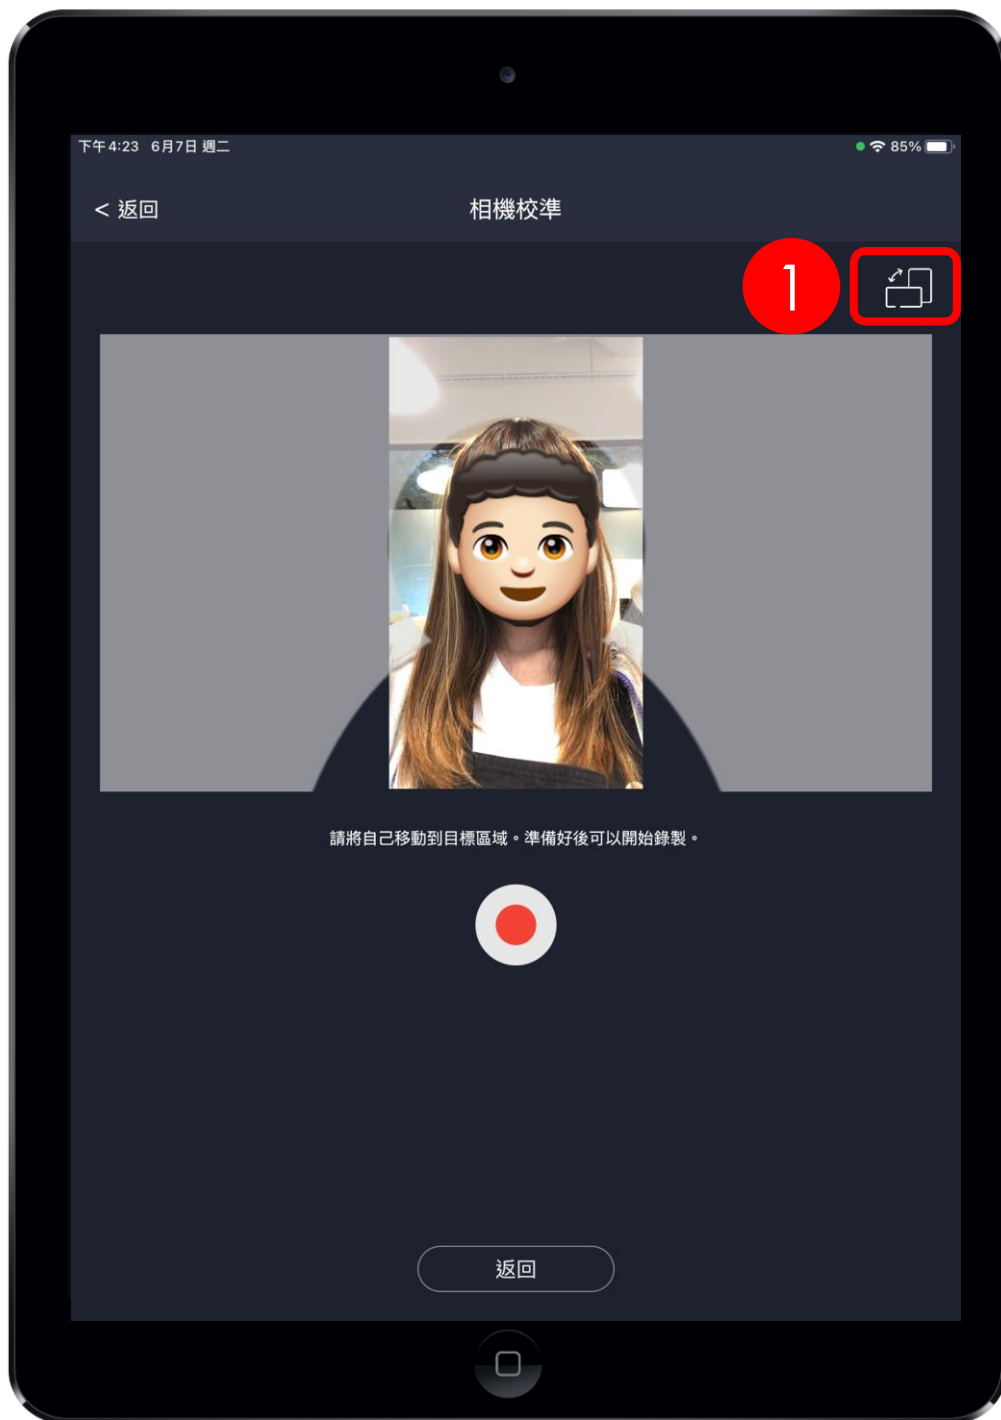 下午4:23 6月7日 週二
85%
< 返回
相機校準
1
請將自己移動到目標區域。準備好後可以開始錄製。
返回